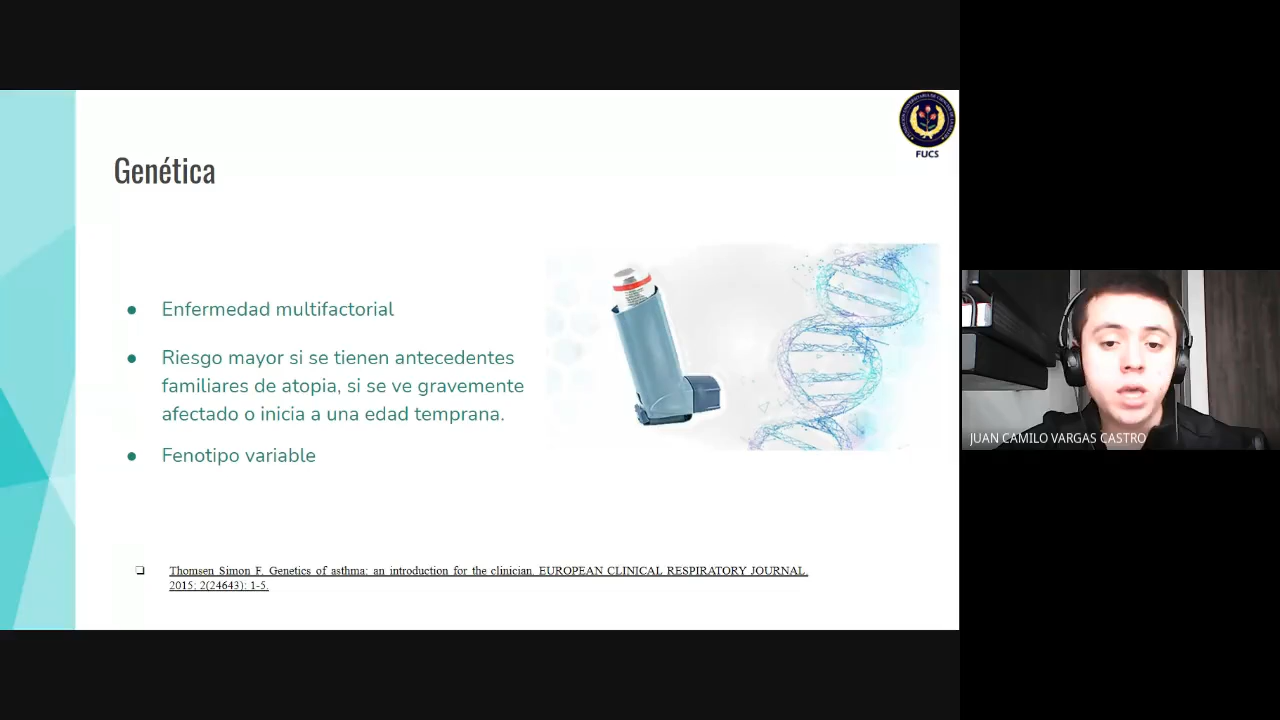 FUCS
Genética
Enfermedad multifactorial
Riesgo mayor si se tienen antecedentes
familiares de atopia, si se ve gravemente
afectado o inicia a una edad temprana.
Fenotipo variable
Thomsen Simon F. Genetics of asthma: an introduction for the clinician. EUROPEAN CLINICAL RESPIRATORY JOURNAL.
2015; 2(24643): 1-5.
JUAN CAMILO VARGAS CASTRO